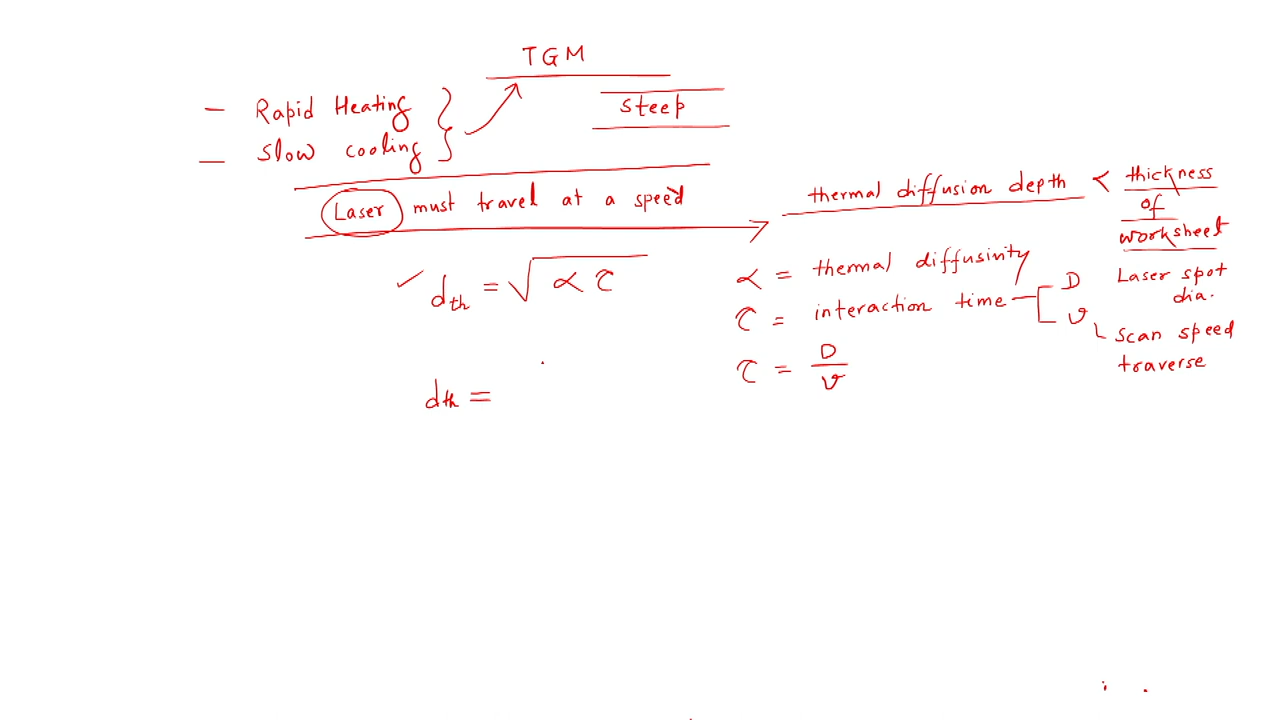 TGM
– Rapid Heating
steep
– Slow cooling
Laser must travel at a speed
thermal diffusion depth < thickness
of
worksheet
✓ dth = √ατ
α = thermal diffusivity
τ = interaction time – D Laser spot
dia.
v Scan speed
traverse
τ = D/v
dth =